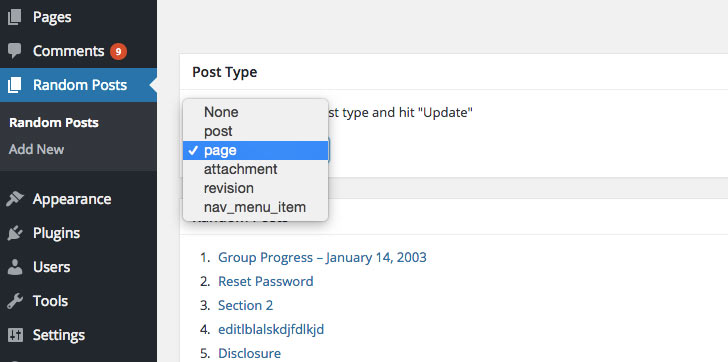 Pages
Comments 9
Random Posts
Random Posts
Add New
Appearance
Plugins
Users
Tools
Settings
Post Type
st type and hit "Update"
None
post
✓ page
attachment
revision
nav_menu_item
1. Group Progress – January 14, 2003
2. Reset Password
3. Section 2
4. editlblalskdjfdlkjd
5. Disclosure